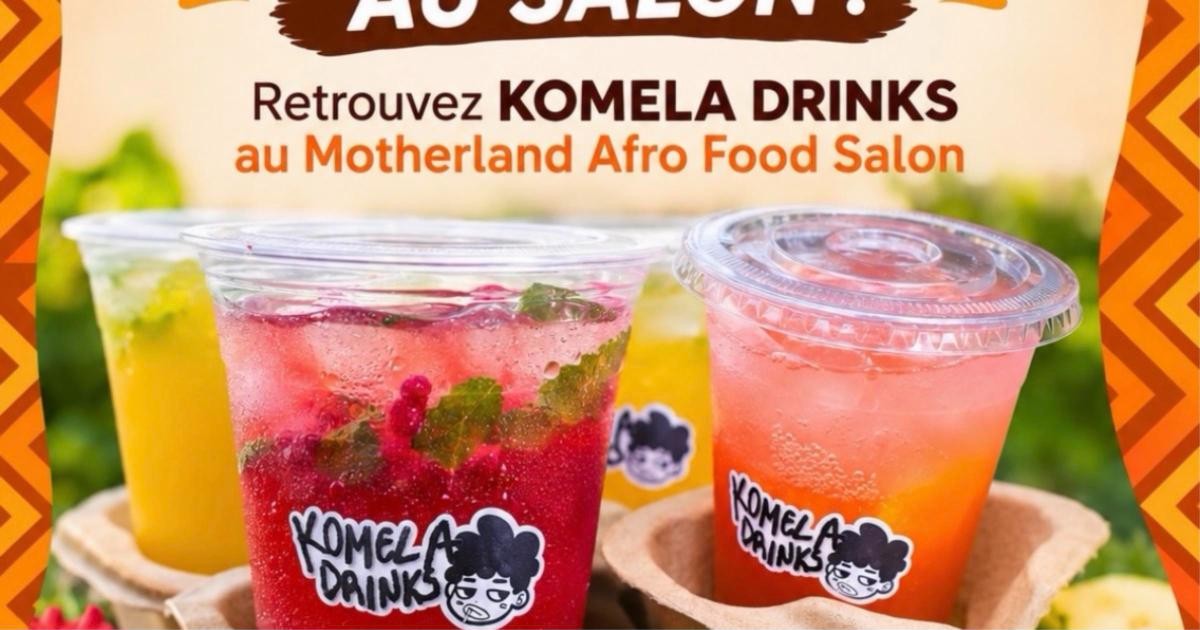 AU SALON !
Retrouvez KOMELA DRINKS
au Motherland Afro Food Salon
KOMELA
DRINKS
KOMELA
DRINKS